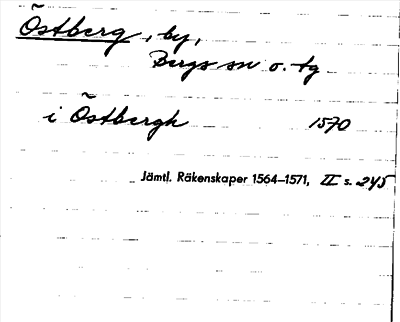 Östberg, by,
Bergs sn o. tg
i Östbergh 1570
Jämtl. Räkenskaper 1564–1571, II s. 245